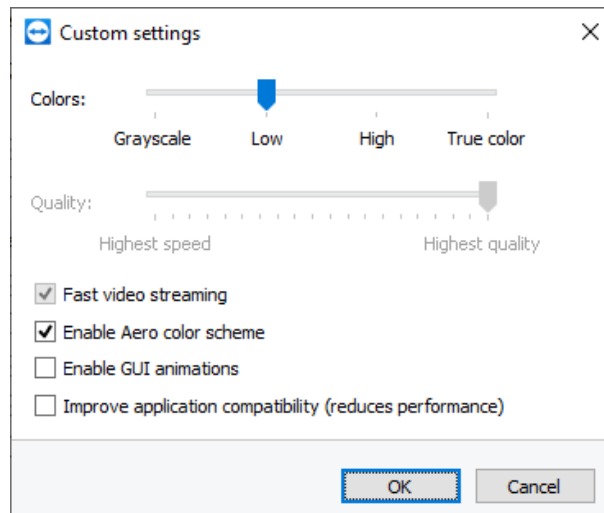 Custom settings
Colors:
Grayscale Low High True color
Quality:
Highest speed Highest quality
Fast video streaming
Enable Aero color scheme
Enable GUI animations
Improve application compatibility (reduces performance)
OK Cancel